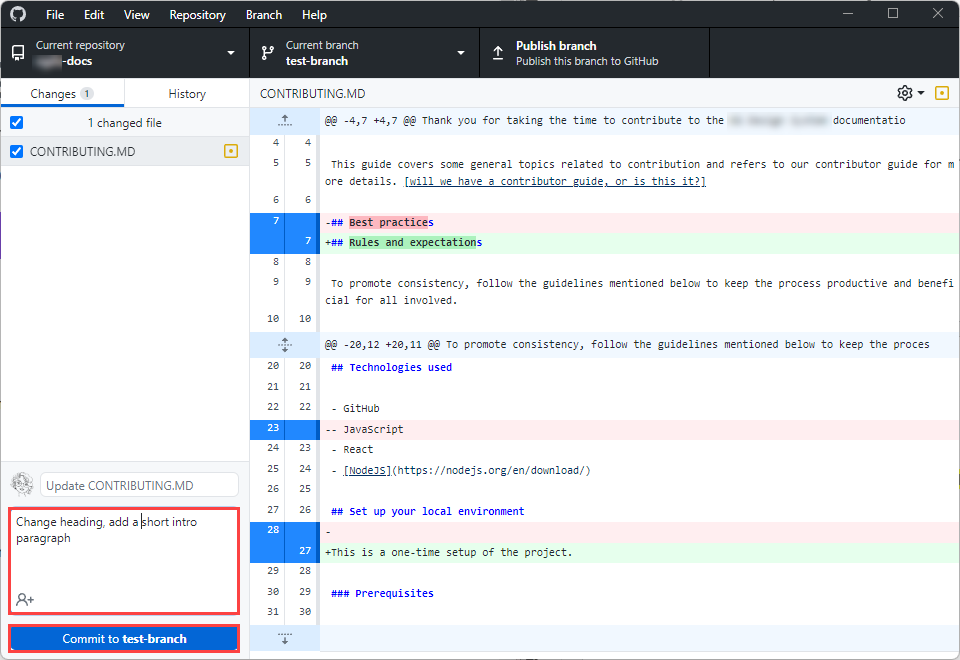 File Edit View Repository Branch Help
Current repository
-docs
Current branch
test-branch
Publish branch
Publish this branch to GitHub
Changes 1
History
1 changed file
CONTRIBUTING.MD
Update CONTRIBUTING.MD
Change heading, add a short intro
paragraph
Commit to test-branch
CONTRIBUTING.MD
@@ -4,7 +4,7 @@ Thank you for taking the time to contribute to the documentatio
4 4
5 5 This guide covers some general topics related to contribution and refers to our contributor guide for m
ore details. [will we have a contributor guide, or is this it?]
6 6
7 -## Best practices
7 +## Rules and expectations
8 8
9 9 To promote consistency, follow the guidelines mentioned below to keep the process productive and benefi
cial for all involved.
10 10
@@ -20,12 +20,11 @@ To promote consistency, follow the guidelines mentioned below to keep the proces
20 20 ## Technologies used
21 21
22 22 - GitHub
23 -- JavaScript
24 23 - React
25 24 - [NodeJS](https://nodejs.org/en/download/)
26 25
27 26 ## Set up your local environment
28 -
27 +This is a one-time setup of the project.
29 28
30 29 ### Prerequisites
31 30